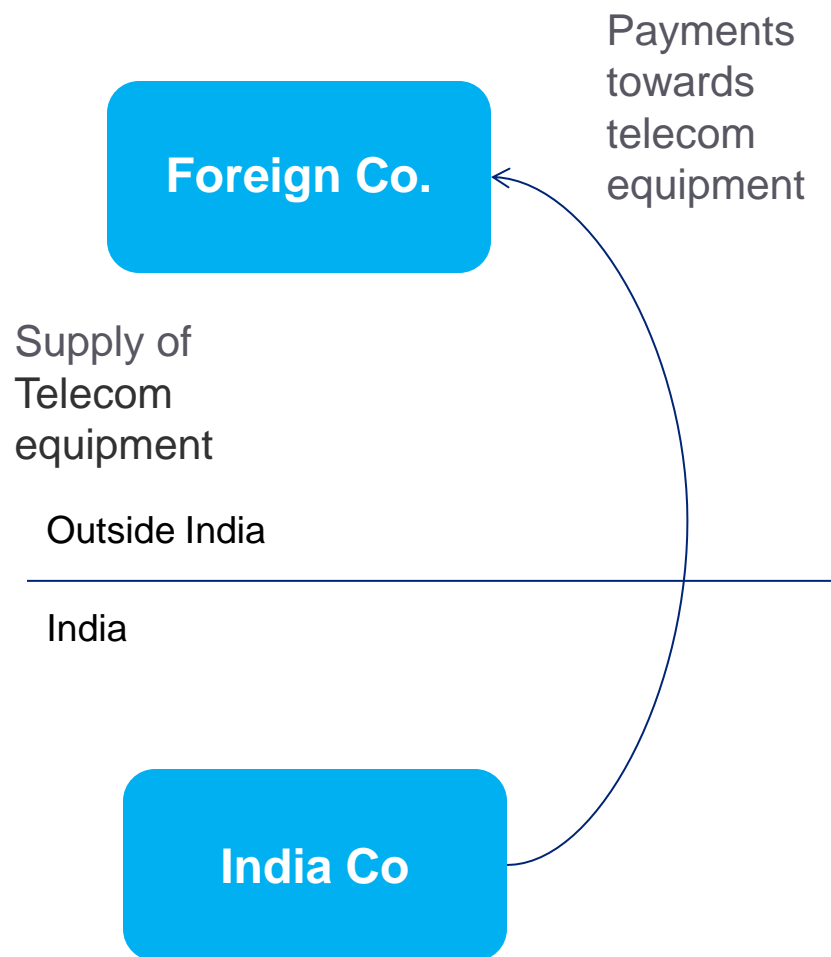 Payments
towards
telecom
equipment
Foreign Co.
Supply of
Telecom
equipment
Outside India
India
India Co